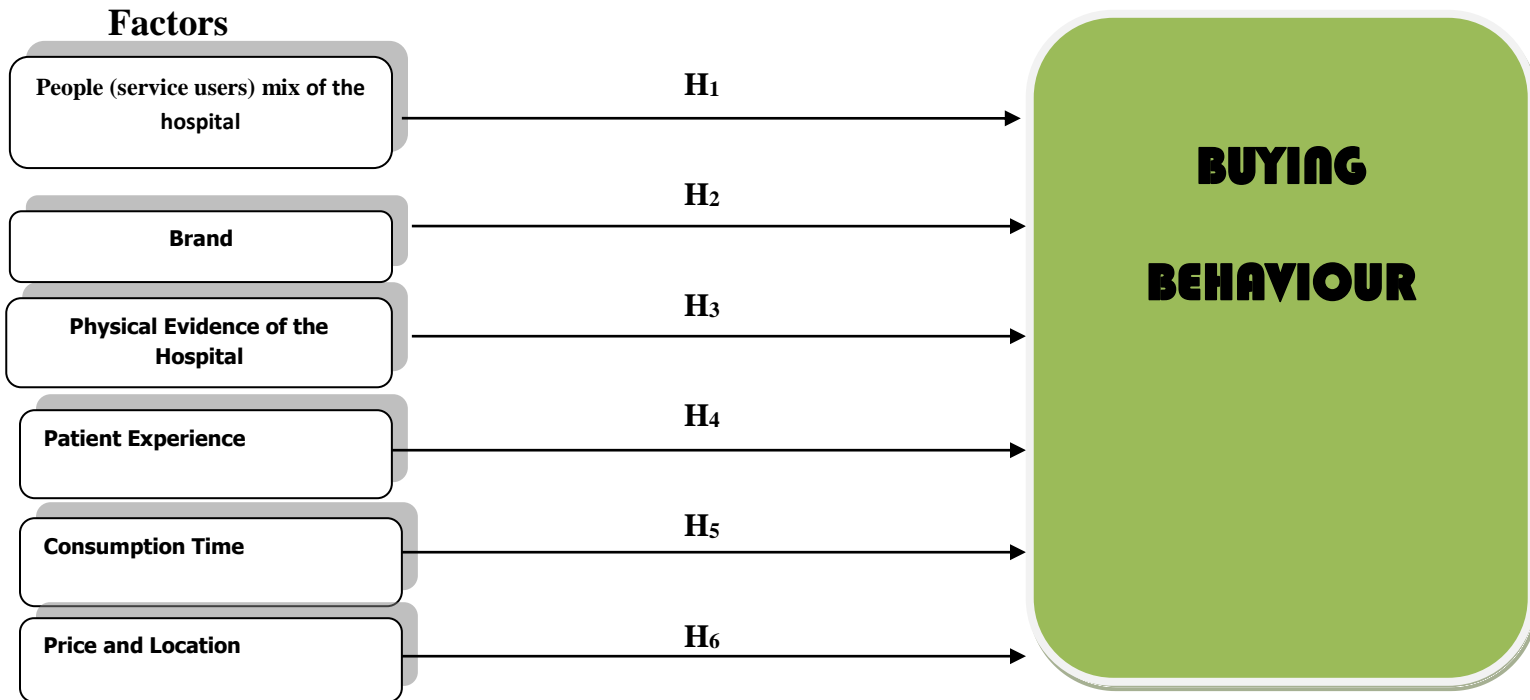 Factors
People (service users) mix of the
hospital
H1
Brand
H2
Physical Evidence of the
Hospital
H3
Patient Experience
H4
Consumption Time
H5
Price and Location
H6
BUYING
BEHAVIOUR